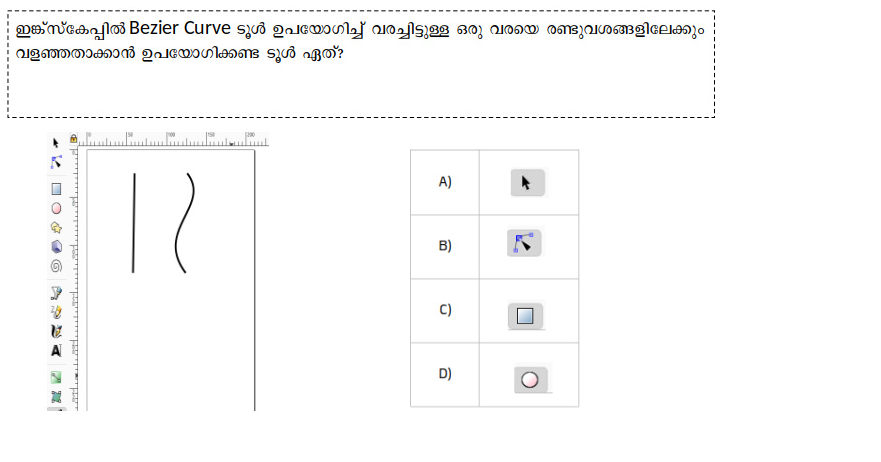 ഇങ്ക്സ്കേപ്പിൽ Bezier Curve ടൂൾ ഉപയോഗിച്ച് വരച്ചിട്ടുള്ള ഒരു വരയെ രണ്ടുവശങ്ങളിലേക്കും
വളഞ്ഞതാക്കാൻ ഉപയോഗിക്കേണ്ട ടൂൾ ഏത്?
A)
B)
C)
D)